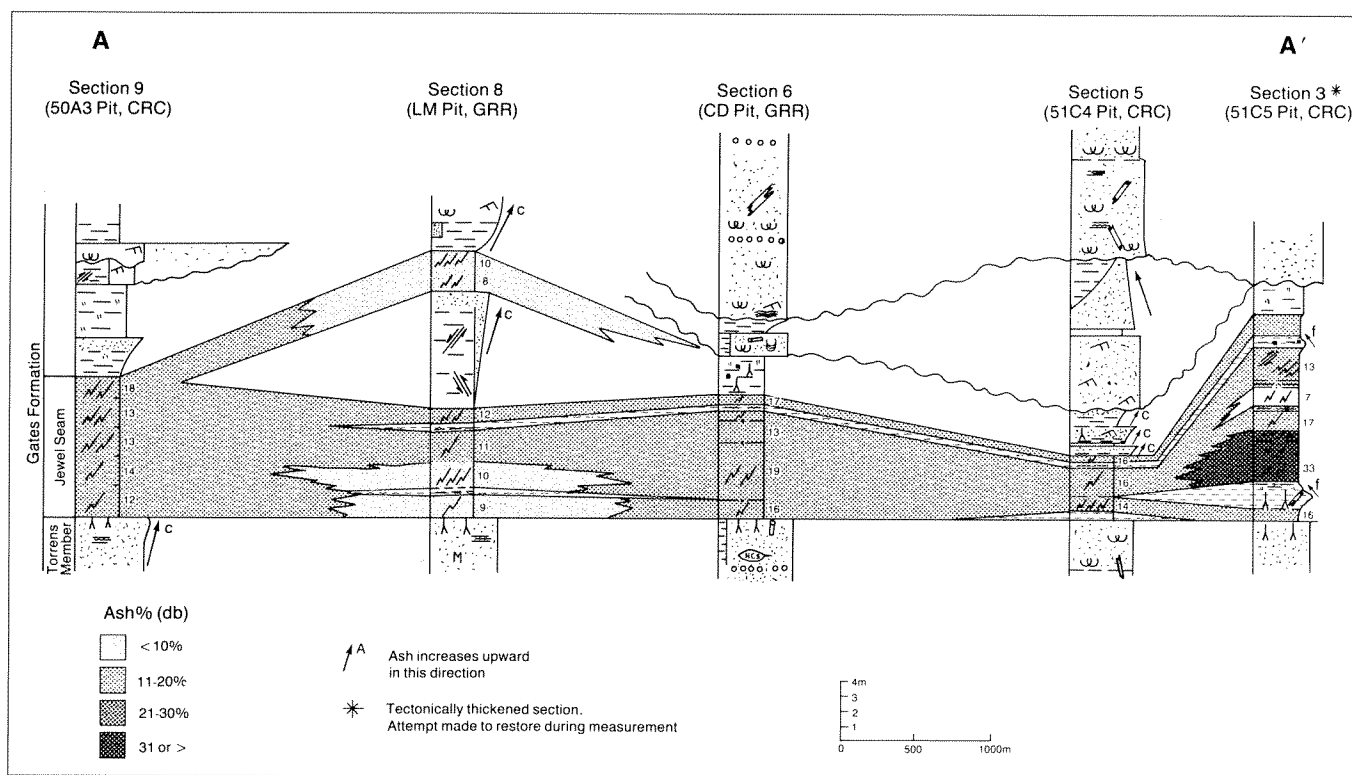 A
A′
Section 9
(50A3 Pit, CRC)
Section 8
(LM Pit, GRR)
Section 6
(CD Pit, GRR)
Section 5
(51C4 Pit, CRC)
Section 3 *
(51C5 Pit, CRC)
Gates Formation
Jewel Seam
Torrens
Member
18
13
13
14
12
C
C
10
8
C
12
11
10
9
M
17
13
19
16
HCS
C
C
16
14
f
13
7
17
33
f
16
Ash% (db)
< 10%
11-20%
21-30%
31 or >
A
Ash increases upward
in this direction
* Tectonically thickened section.
Attempt made to restore during measurement
4m
3
2
1
0 500 1000m